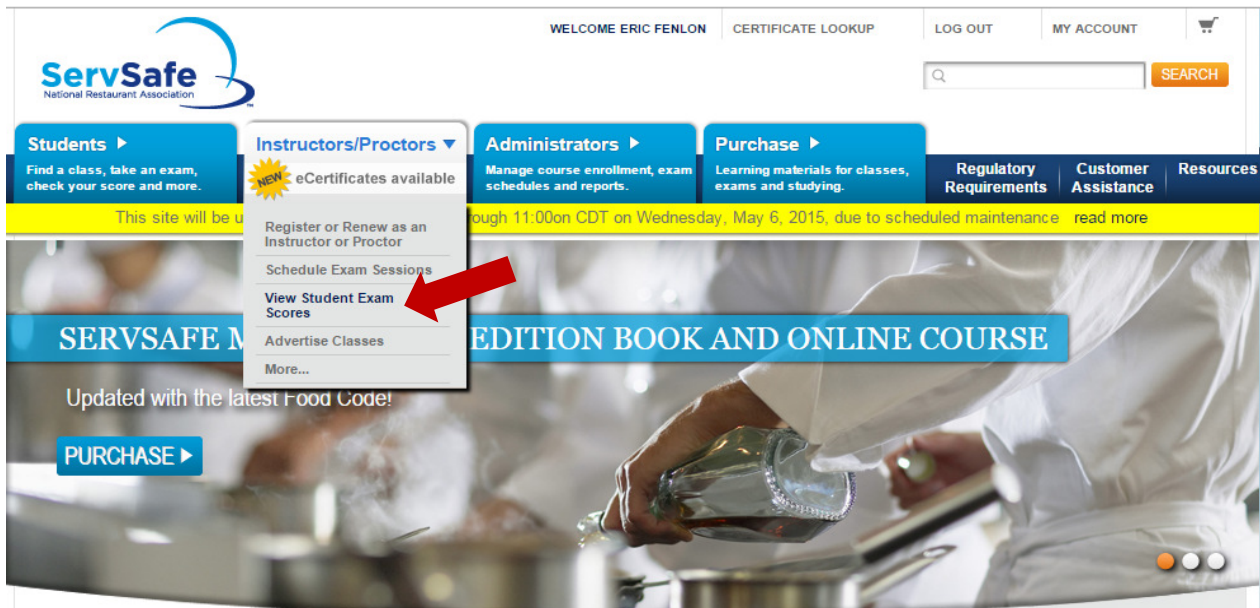 WELCOME ERIC FENLON
CERTIFICATE LOOKUP
LOG OUT
MY ACCOUNT
ServSafe
National Restaurant Association
SEARCH
Students
Find a class, take an exam,
check your score and more.
Instructors/Proctors
NEW eCertificates available
Administrators
Manage course enrollment, exam
schedules and reports.
Purchase
Learning materials for classes,
exams and studying.
Regulatory
Requirements
Customer
Assistance
Resources
This site will be u
ough 11:00on CDT on Wednesday, May 6, 2015, due to scheduled maintenance read more
Register or Renew as an
Instructor or Proctor
Schedule Exam Sessions
View Student Exam
Scores
Advertise Classes
More...
SERVSAFE M EDITION BOOK AND ONLINE COURSE
Updated with the latest Food Code!
PURCHASE